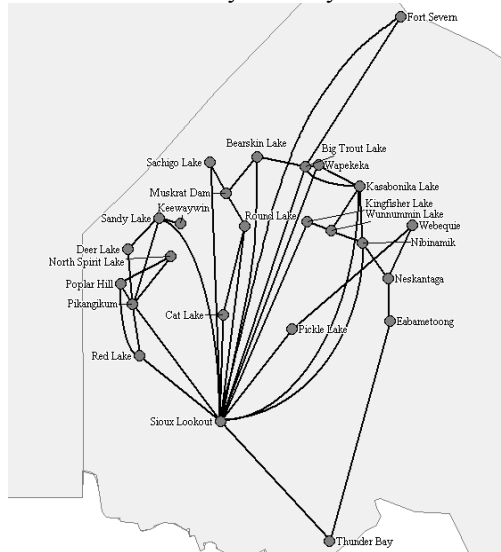 Fort Severn
Bearskin Lake
Big Trout Lake
Sachigo Lake
Wapekeka
Kasabonika Lake
Muskrat Dam
Kingfisher Lake
Keewaywin
Wunnummin Lake
Sandy Lake
Round Lake
Webequie
Nibinamik
Deer Lake
North Spirit Lake
Neskantaga
Poplar Hill
Pikangikum
Cat Lake
Eabametoong
Pickle Lake
Red Lake
Sioux Lookout
Thunder Bay